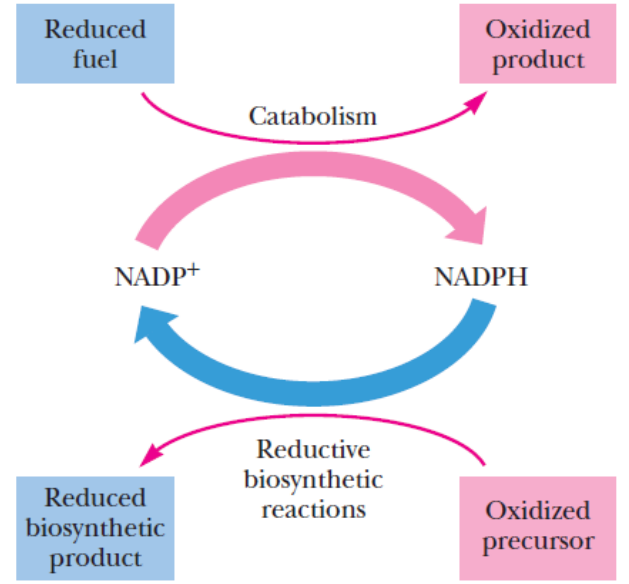 Reduced
fuel
Oxidized
product
Catabolism
NADP⁺
NADPH
Reductive
biosynthetic
reactions
Reduced
biosynthetic
product
Oxidized
precursor